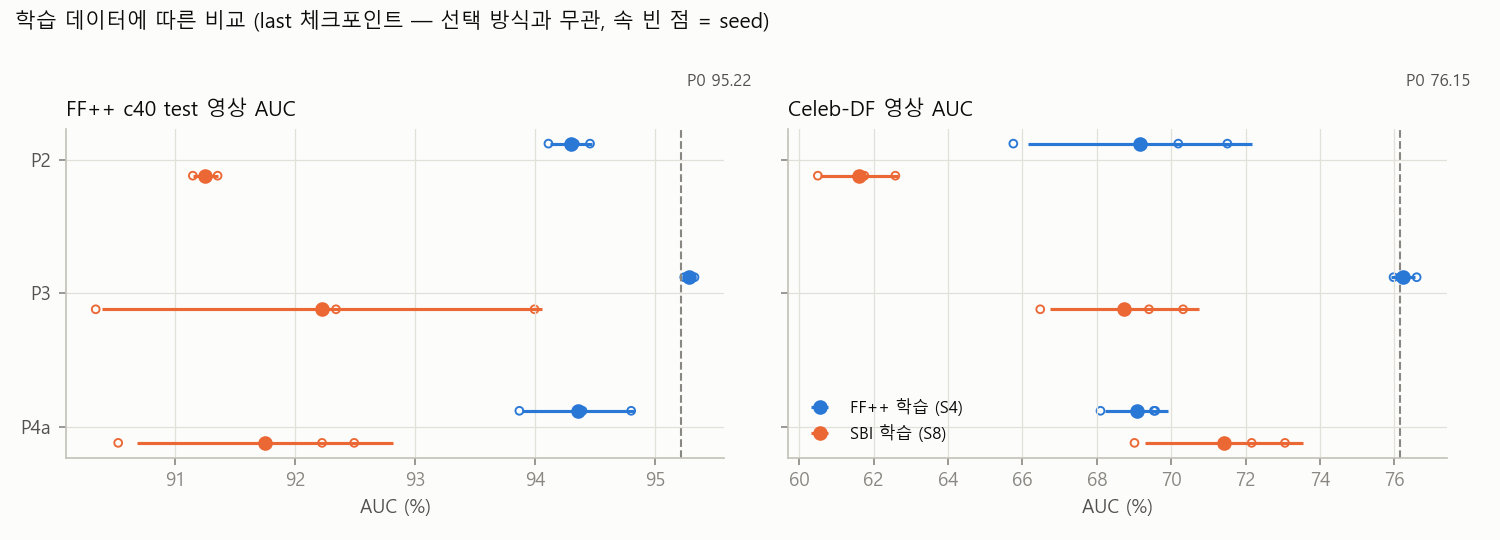 학습 데이터에 따른 비교 (last 체크포인트 — 선택 방식과 무관, 속 빈 점 = seed)
P0 95.22
P0 76.15
FF++ c40 test 영상 AUC
Celeb-DF 영상 AUC
P2
P3
P4a
FF++ 학습 (S4)
SBI 학습 (S8)
91 92 93 94 95
60 62 64 66 68 70 72 74 76
AUC (%)
AUC (%)